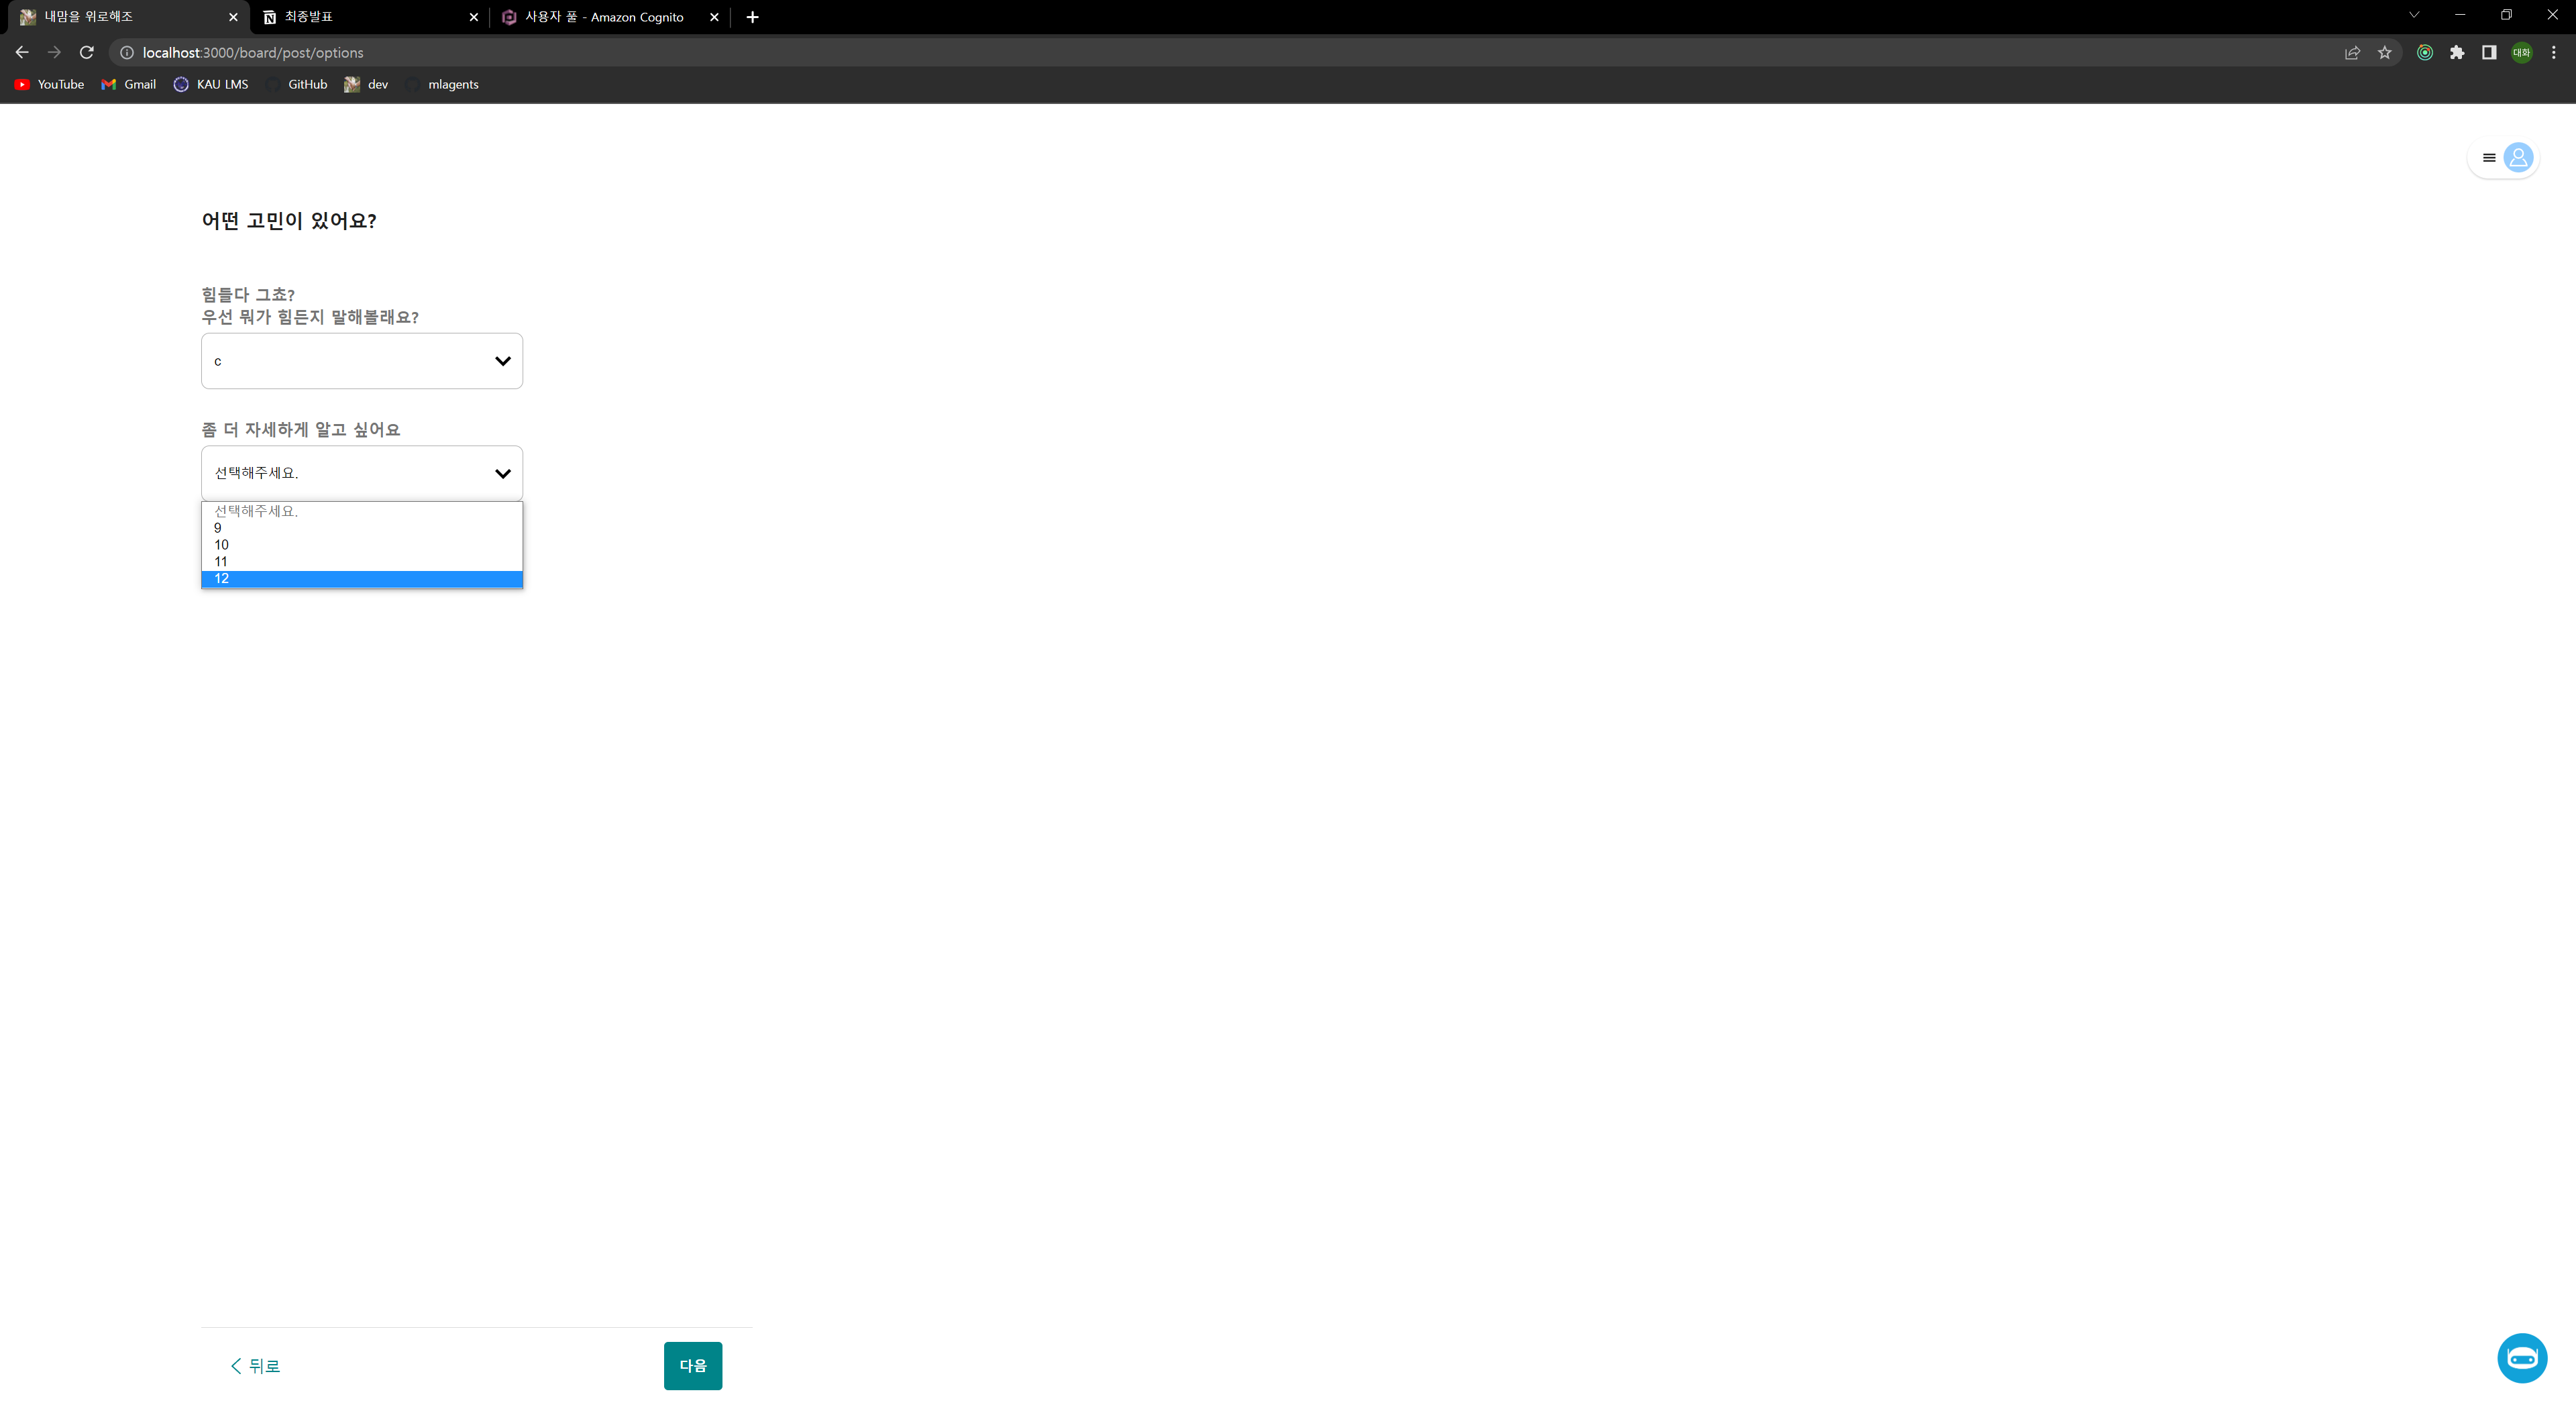 내맘을 위로해조
최종발표
사용자 풀 - Amazon Cognito
localhost:3000/board/post/options
대화
YouTube
Gmail
KAU LMS
GitHub
dev
mlagents
어떤 고민이 있어요?
힘들다 그쵸?
우선 뭐가 힘든지 말해볼래요?
c
좀 더 자세하게 알고 싶어요
선택해주세요.
선택해주세요.
9
10
11
12
뒤로
다음